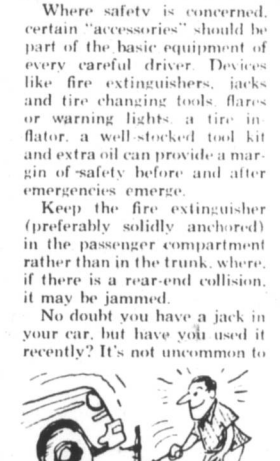 Where safety is concerned,
certain "accessories" should be
part of the basic equipment of
every careful driver. Devices
like fire extinguishers, jacks
and tire changing tools, flares
or warning lights, a tire in-
flator, a well-stocked tool kit
and extra oil can provide a mar-
gin of safety before and after
emergencies emerge.
Keep the fire extinguisher
(preferably solidly anchored)
in the passenger compartment
rather than in the trunk, where,
if there is a rear-end collision,
it may be jammed.
No doubt you have a jack in
your car, but have you used it
recently? It's not uncommon to